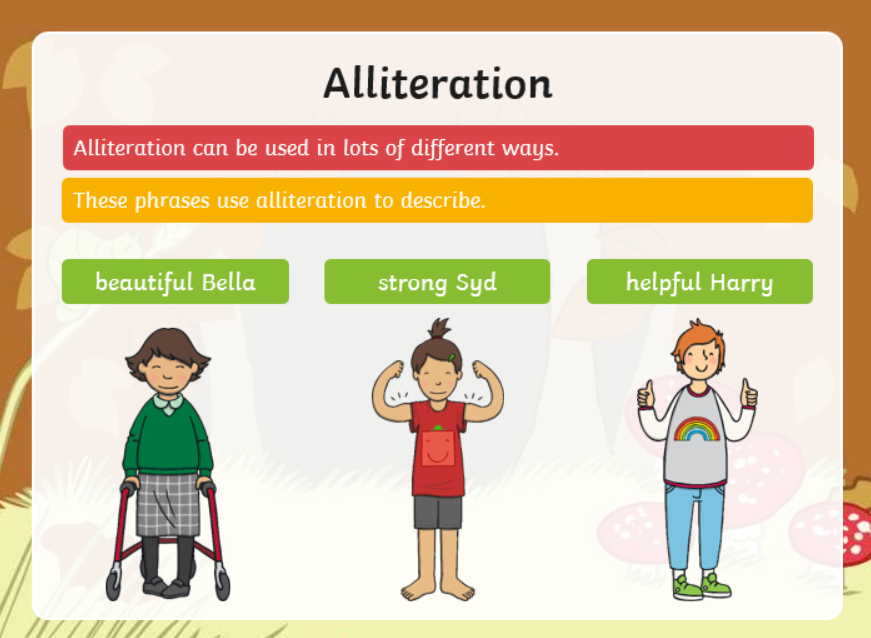 Alliteration
Alliteration can be used in lots of different ways.
These phrases use alliteration to describe.
beautiful Bella
strong Syd
helpful Harry